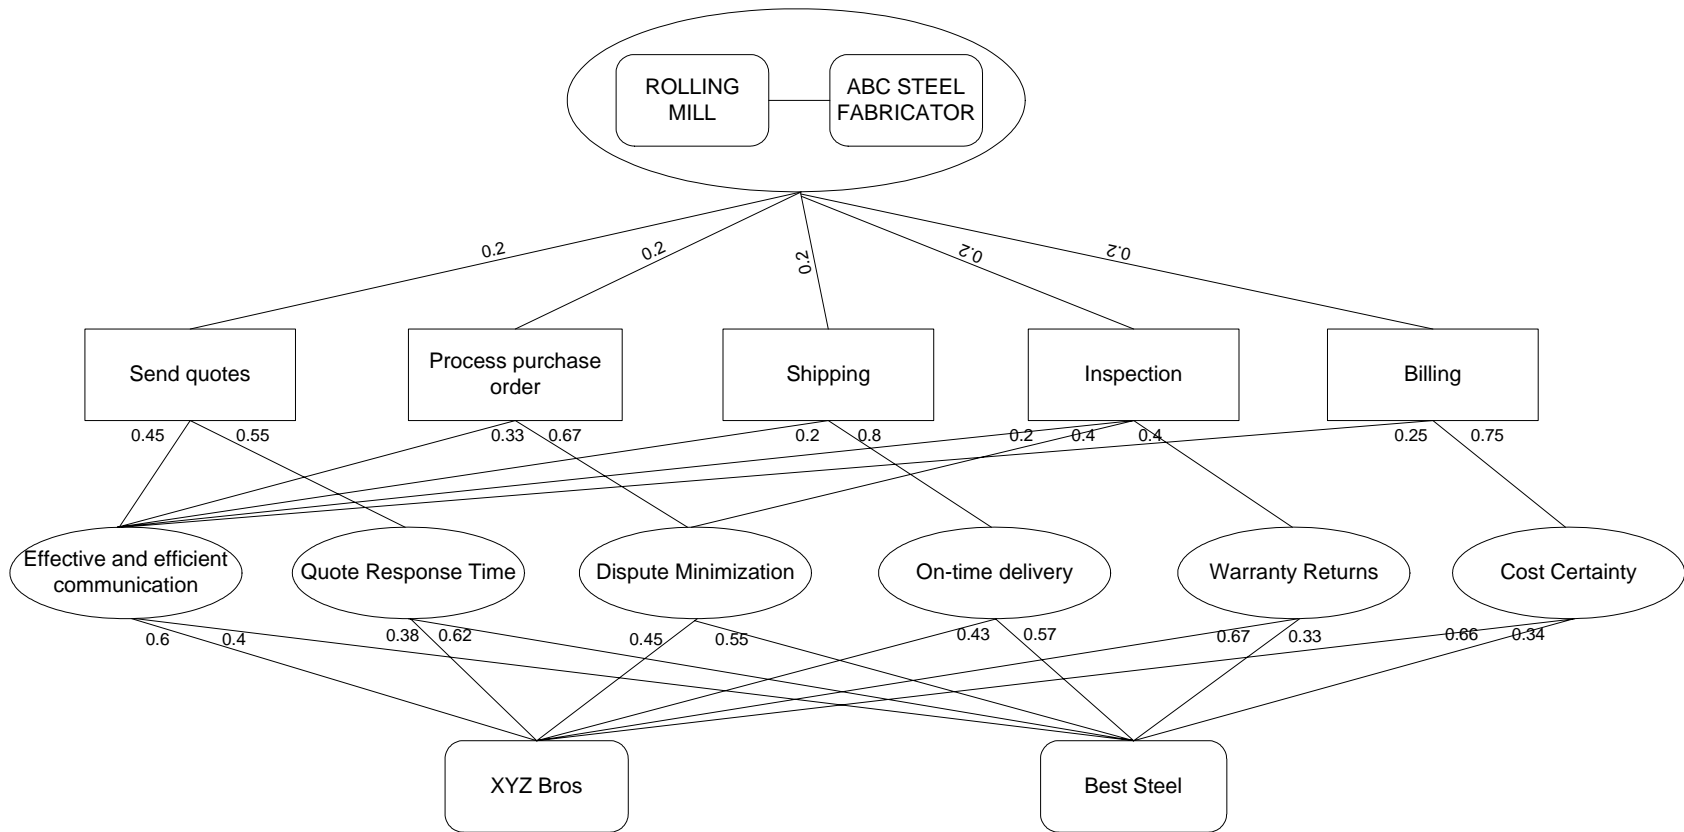 ROLLING
MILL
ABC STEEL
FABRICATOR
0.2
0.2
0.2
0.2
0.2
Send quotes
Process purchase
order
Shipping
Inspection
Billing
0.45
0.55
0.33
0.67
0.2
0.8
0.2
0.4
0.4
0.25
0.75
Effective and efficient
communication
Quote Response Time
Dispute Minimization
On-time delivery
Warranty Returns
Cost Certainty
0.6
0.4
0.38
0.62
0.45
0.55
0.43
0.57
0.67
0.33
0.66
0.34
XYZ Bros
Best Steel